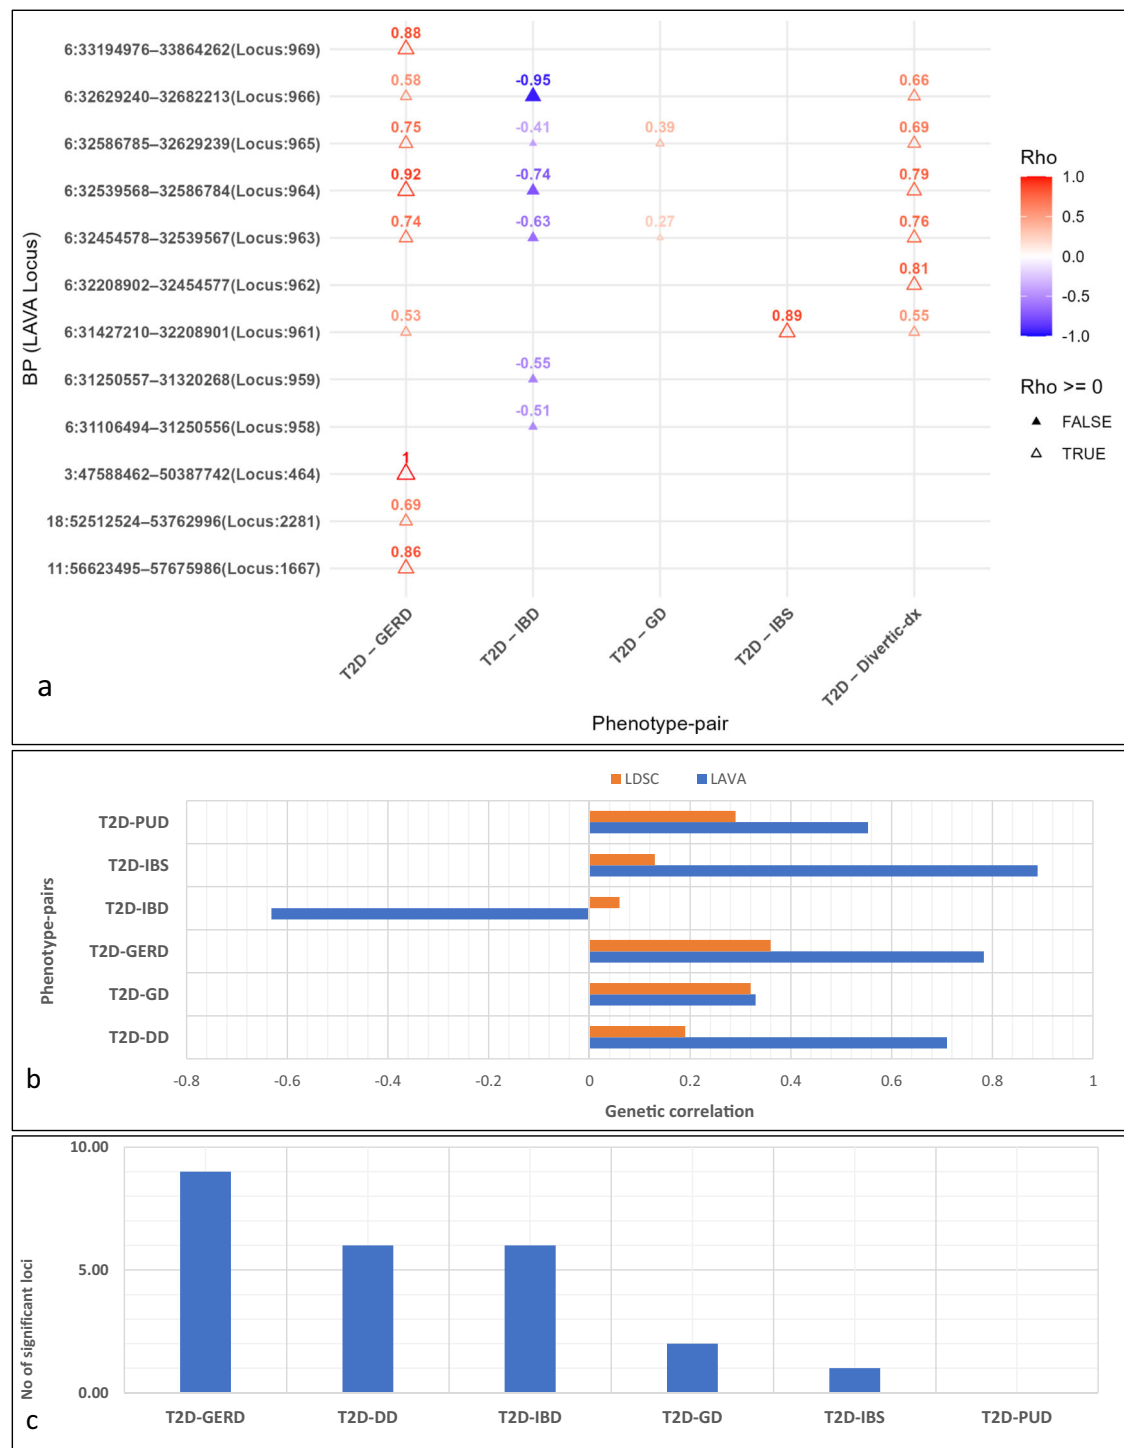 0.88
6:33194976–33864262(Locus:969)
0.58 -0.95 0.66
6:32629240–32682213(Locus:966)
0.75 -0.41 0.39 0.69
6:32586785–32629239(Locus:965)
0.92 -0.74 0.79
6:32539568–32586784(Locus:964)
0.74 -0.63 0.27 0.76
6:32454578–32539567(Locus:963)
0.81
6:32208902–32454577(Locus:962)
0.53 0.89 0.55
6:31427210–32208901(Locus:961)
-0.55
6:31250557–31320268(Locus:959)
-0.51
6:31106494–31250556(Locus:958)
1
3:47588462–50387742(Locus:464)
0.69
18:52512524–53762996(Locus:2281)
0.86
11:56623495–57675986(Locus:1667)
BP (LAVA Locus)
T2D – GERD
T2D – IBD
T2D – GD
T2D – IBS
T2D – Divertic-dx
Phenotype-pair
Rho
1.0
0.5
0.0
-0.5
-1.0
Rho >= 0
FALSE
TRUE
a
LDSC LAVA
T2D-PUD
T2D-IBS
T2D-IBD
T2D-GERD
T2D-GD
T2D-DD
Phenotype-pairs
-0.8 -0.6 -0.4 -0.2 0 0.2 0.4 0.6 0.8 1
Genetic correlation
b
10.00
5.00
0.00
No of significant loci
T2D-GERD T2D-DD T2D-IBD T2D-GD T2D-IBS T2D-PUD
c